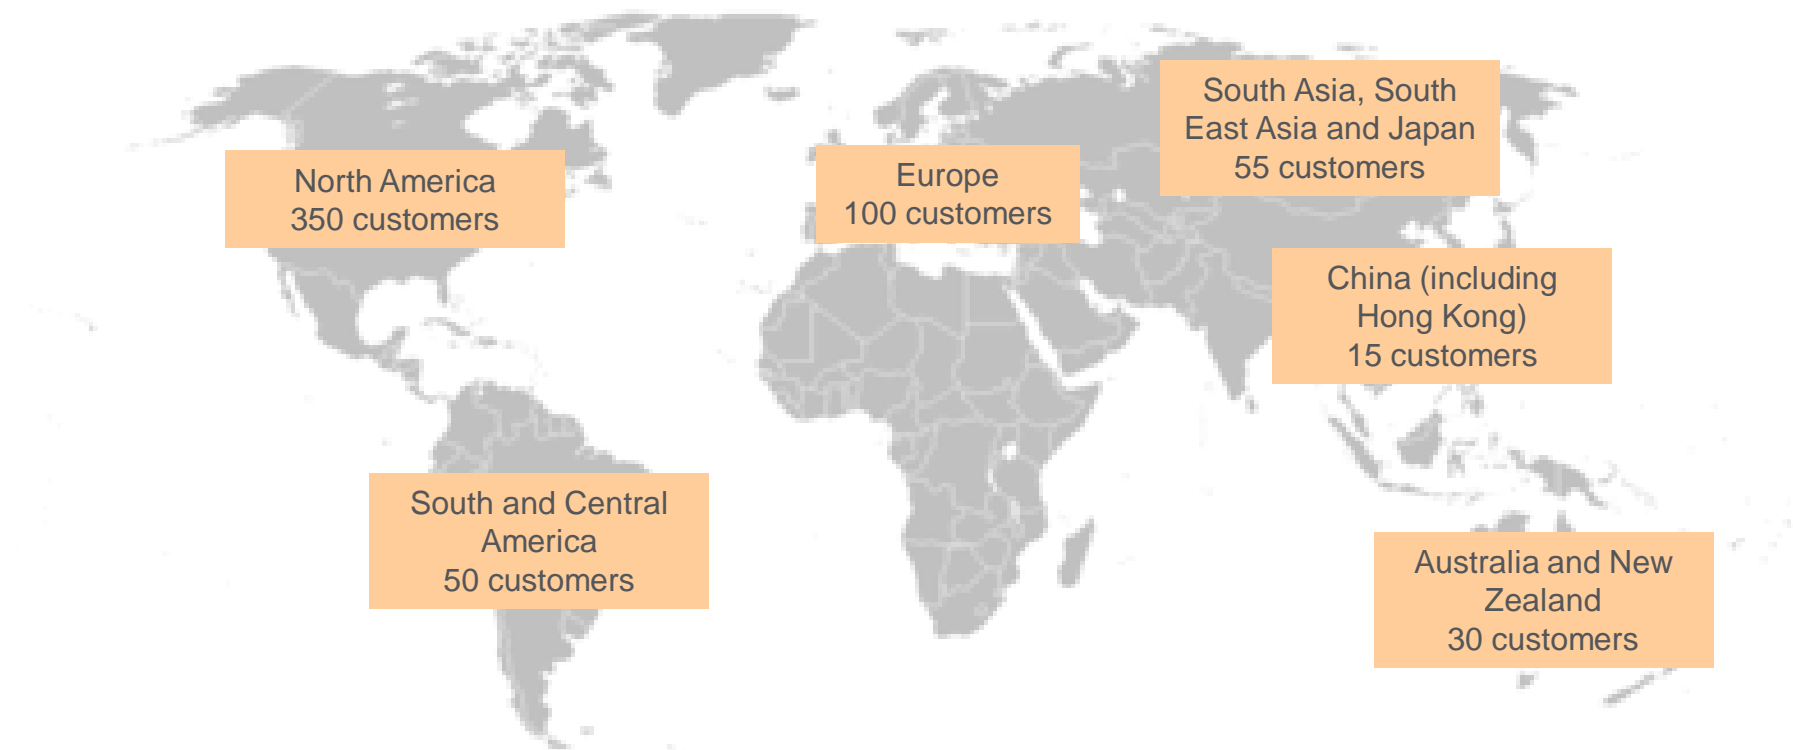 North America
350 customers
Europe
100 customers
South Asia, South
East Asia and Japan
55 customers
China (including
Hong Kong)
15 customers
South and Central
America
50 customers
Australia and New
Zealand
30 customers